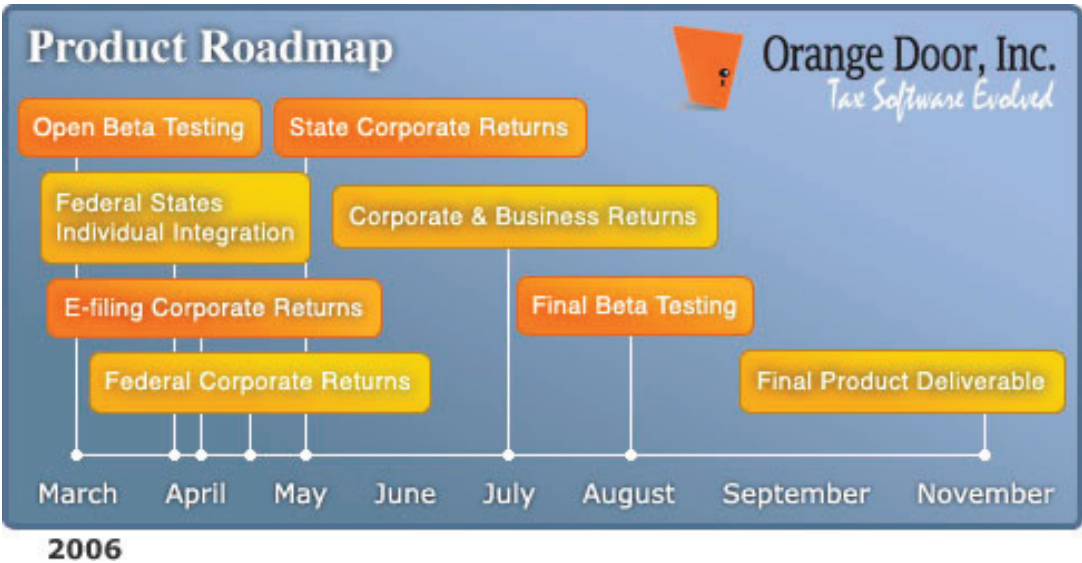 Product Roadmap
Orange Door, Inc.
Tax Software Evolved
Open Beta Testing
State Corporate Returns
Federal States
Individual Integration
Corporate & Business Returns
E-filing Corporate Returns
Final Beta Testing
Federal Corporate Returns
Final Product Deliverable
March April May June July August September November
2006